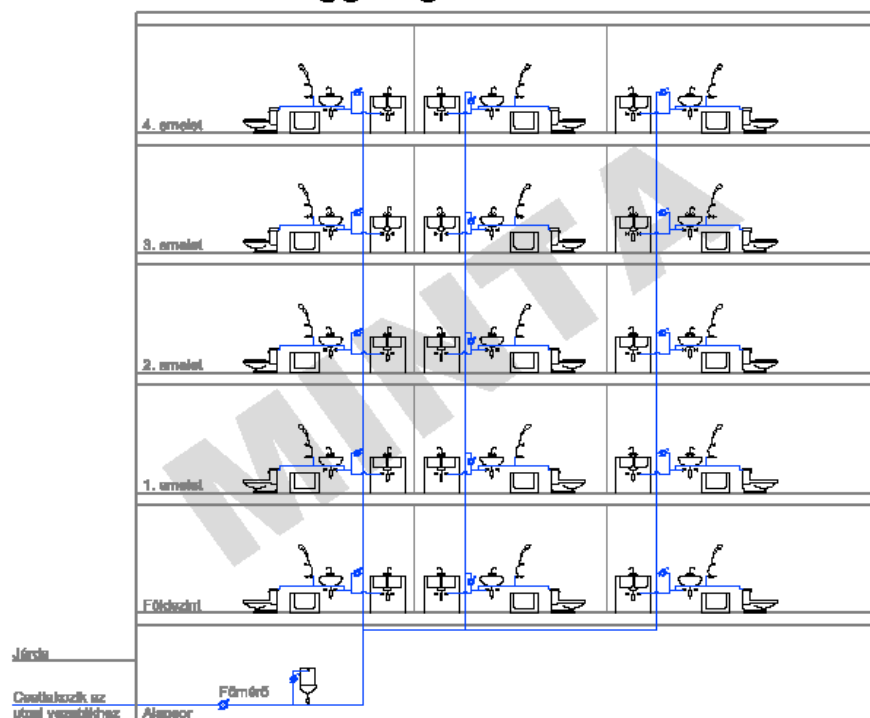 4. emelet
3. emelet
2. emelet
1. emelet
Földszint
MINTA
Járda
Csatlakozik az
utcai vezetékhez
Főmérő
Alagsor